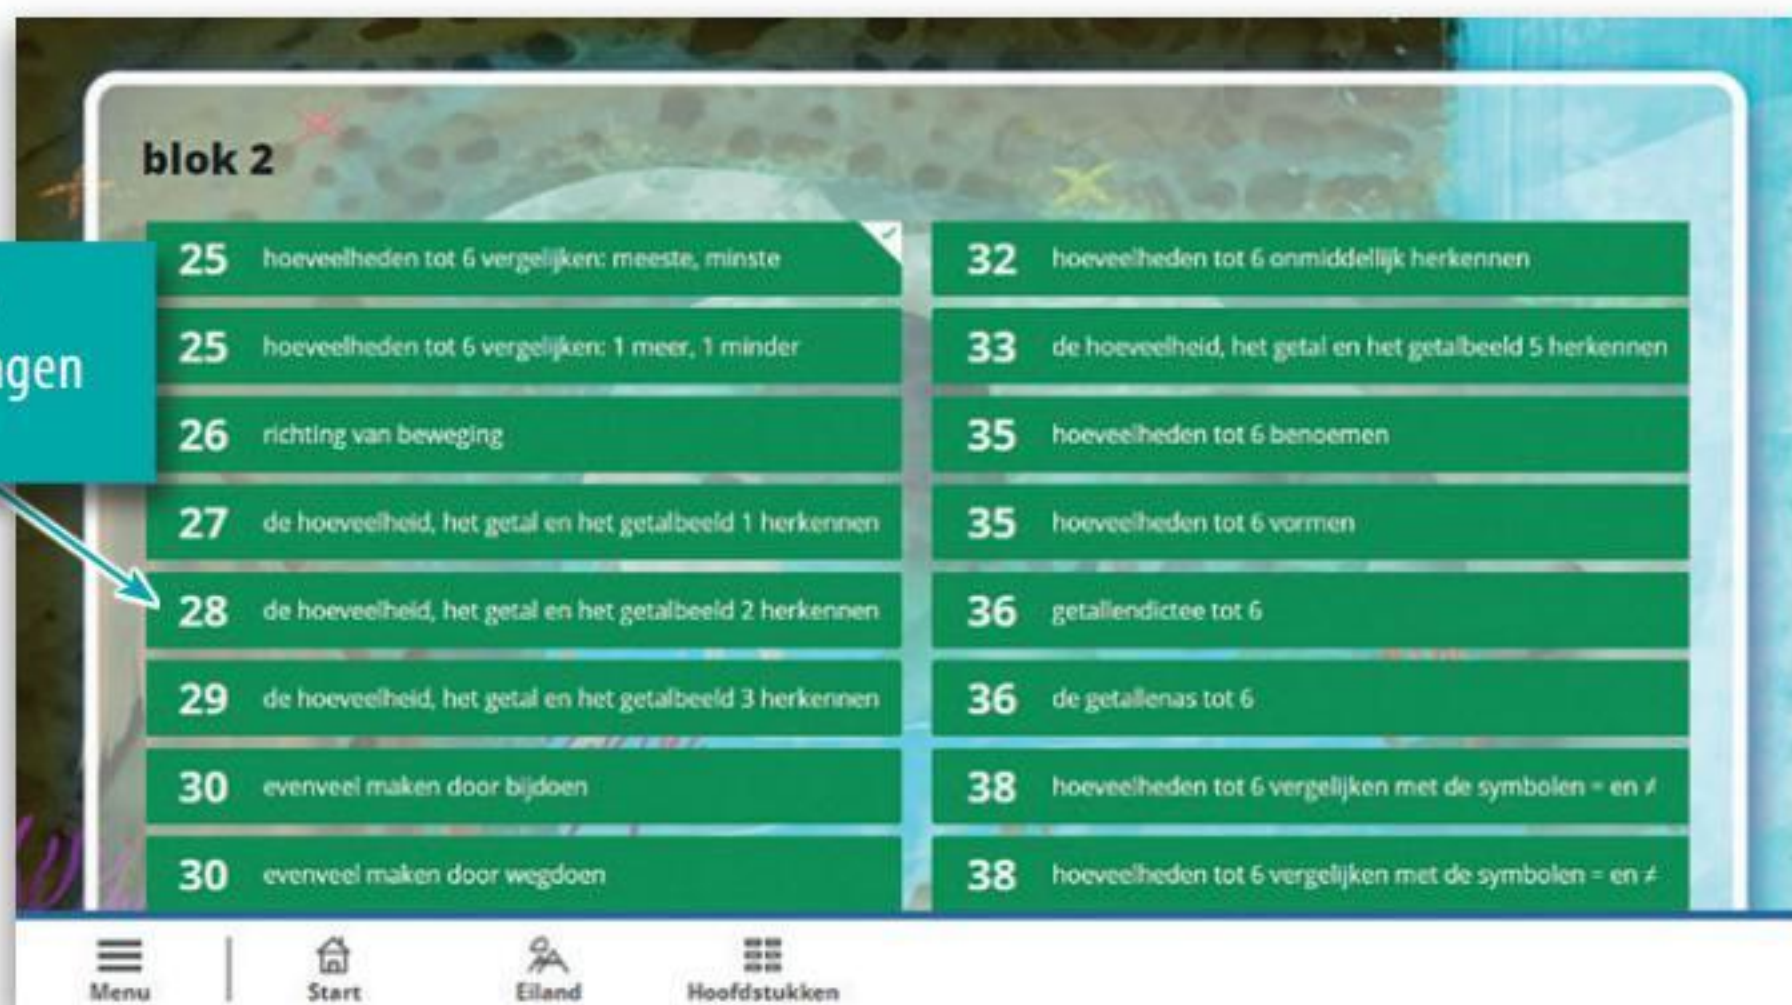 blok 2
25 hoeveelheden tot 6 vergelijken: meeste, minste
25 hoeveelheden tot 6 vergelijken: 1 meer, 1 minder
26 richting van beweging
27 de hoeveelheid, het getal en het getalbeeld 1 herkennen
28 de hoeveelheid, het getal en het getalbeeld 2 herkennen
29 de hoeveelheid, het getal en het getalbeeld 3 herkennen
30 evenveel maken door bijdoen
30 evenveel maken door wegdoen
32 hoeveelheden tot 6 onmiddellijk herkennen
33 de hoeveelheid, het getal en het getalbeeld 5 herkennen
35 hoeveelheden tot 6 benoemen
35 hoeveelheden tot 6 vormen
36 getallendictee tot 6
36 de getallenas tot 6
38 hoeveelheden tot 6 vergelijken met de symbolen = en ≠
38 hoeveelheden tot 6 vergelijken met de symbolen = en ≠
Menu
Start
Eiland
Hoofdstukken